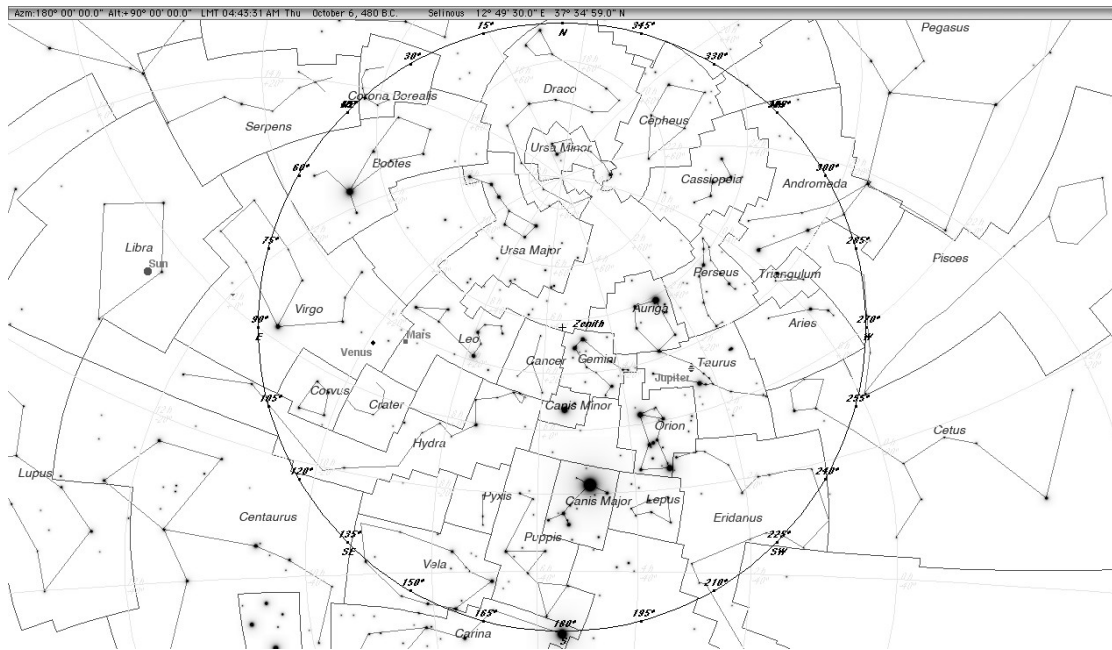 Azm:180° 00' 00.0" Alt:+90° 00' 00.0" LMT 04:43:31 AM Thu October 6, 480 B.C. Selinous 12° 49' 30.0" E 37° 34' 59.0" N
15° N 345°
Pegasus
30° 330°
Draco
Corona Borealis
Cepheus
Serpens
Ursa Minor
Bootes
60° Cassiopeia Andromeda 300°
Libra 75° Ursa Major 285°
Sun Perseus Triangulum Pisces
Virgo Auriga
90° E Leo Mars Zenith Aries 270° W
Venus Cancer Gemini Taurus
Jupiter
Corvus Crater Canis Minor
105° 255°
Orion
Hydra Cetus
Lupus 120° 240°
Pyxis Canis Major Lepus
Centaurus Eridanus
135° SE Puppis 225° SW
Vela
150° 210°
165° 180° 195°
Carina S